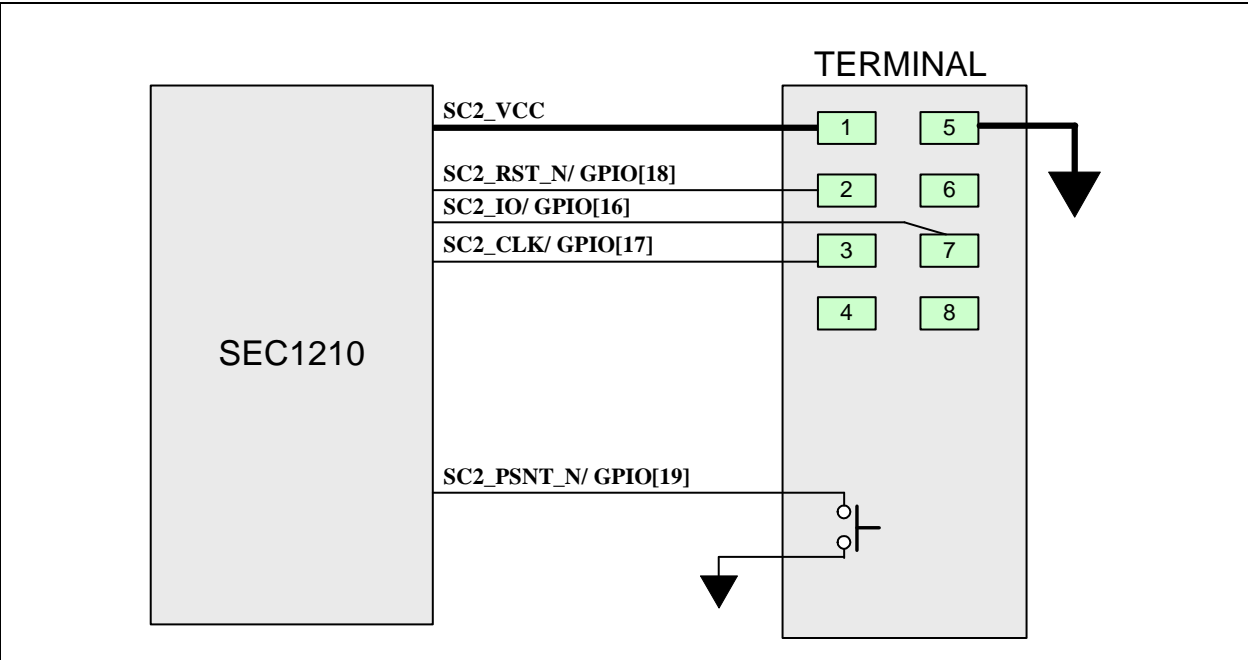 TERMINAL
SC2_VCC
1
5
SC2_RST_N/ GPIO[18]
2
6
SC2_IO/ GPIO[16]
SC2_CLK/ GPIO[17]
3
7
4
8
SEC1210
SC2_PSNT_N/ GPIO[19]